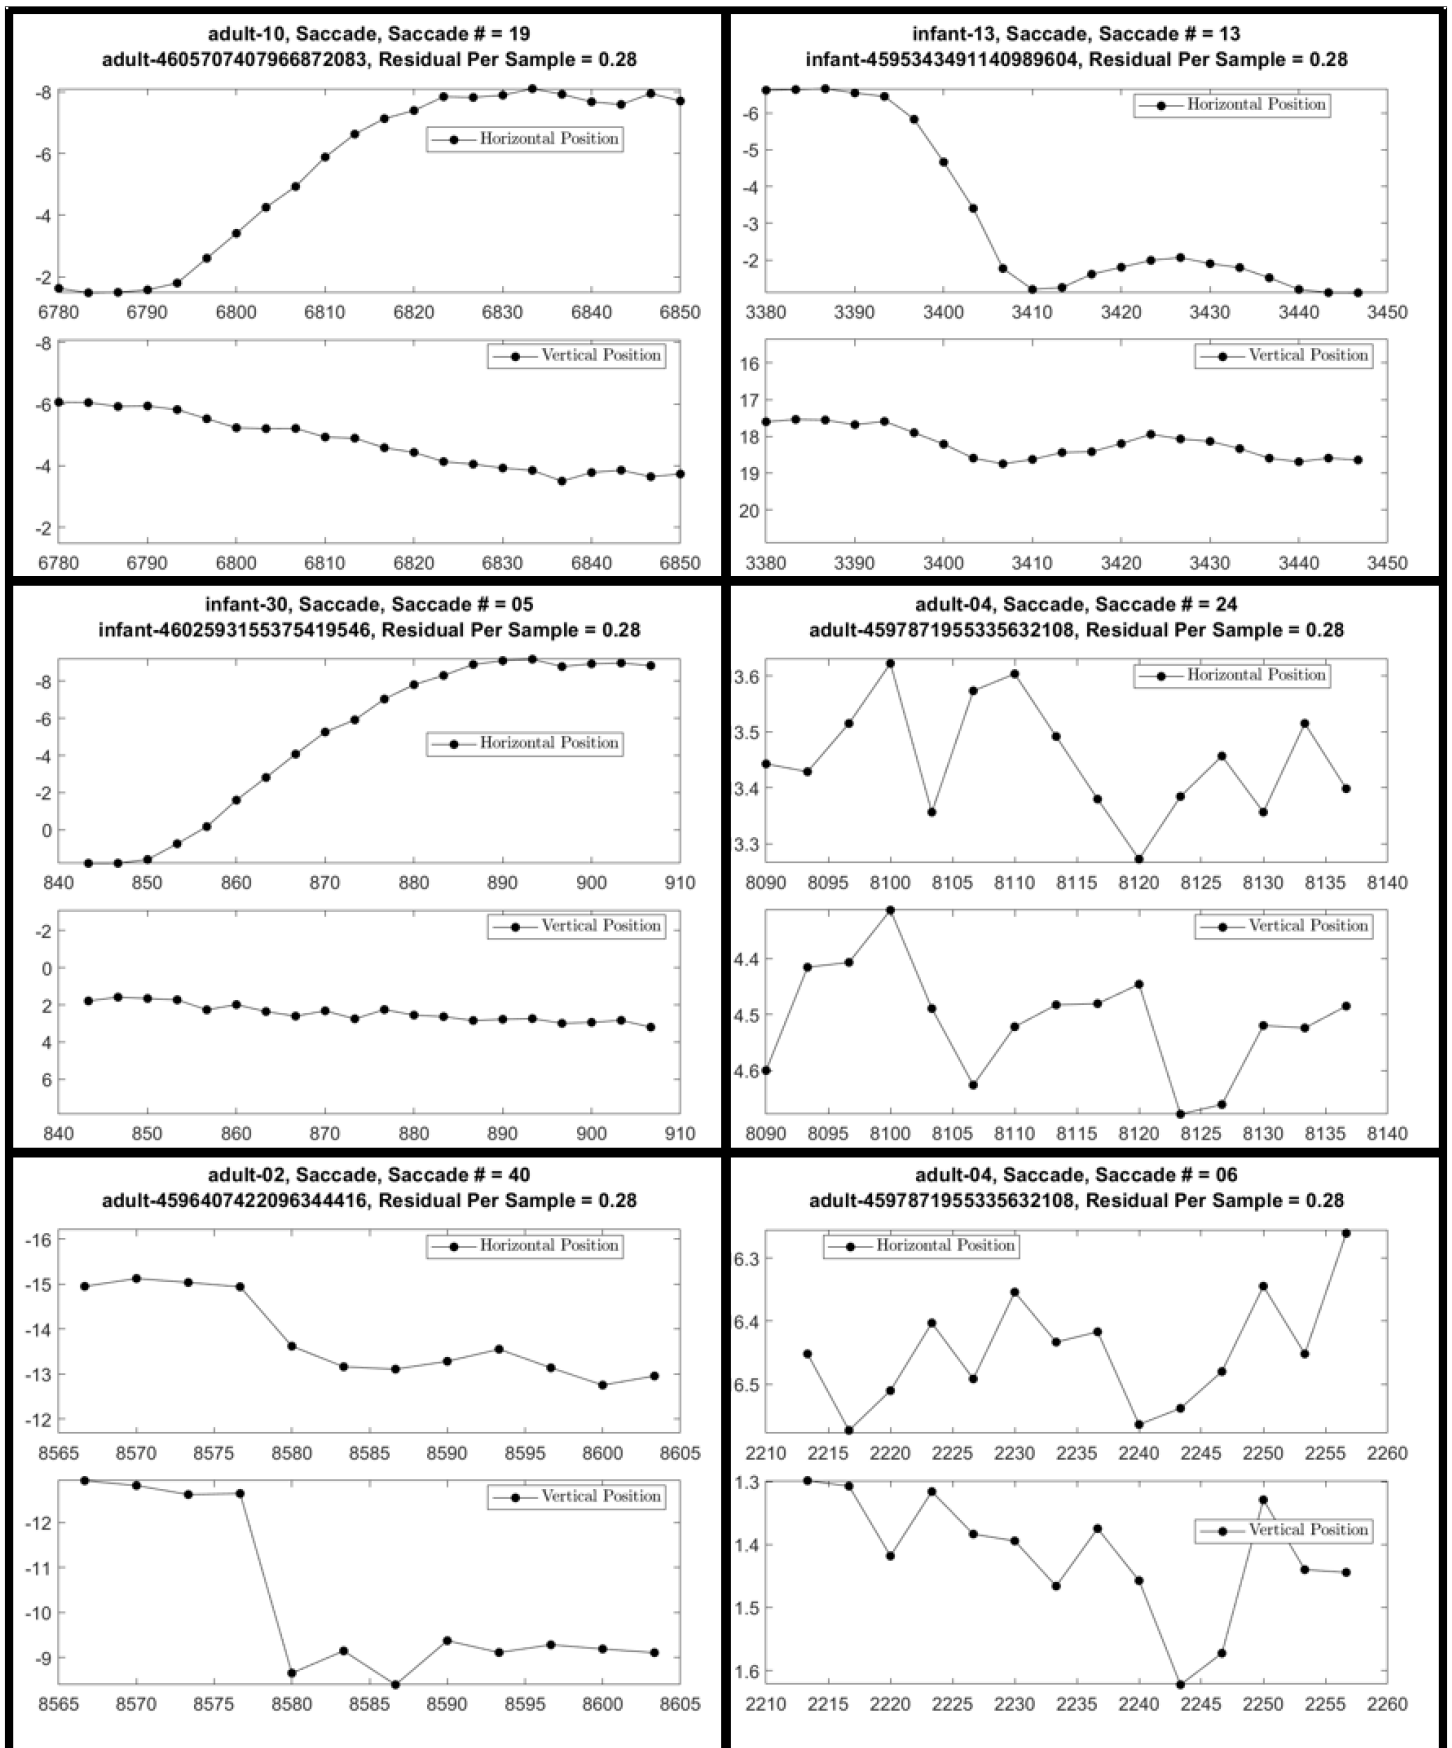 adult-10, Saccade, Saccade # = 19
adult-4605707407966872083, Residual Per Sample = 0.28
-8
-6
-4
-2
Horizontal Position
6780 6790 6800 6810 6820 6830 6840 6850
-8
-6
-4
-2
Vertical Position
6780 6790 6800 6810 6820 6830 6840 6850
infant-13, Saccade, Saccade # = 13
infant-4595343491140989604, Residual Per Sample = 0.28
-6
-5
-4
-3
-2
Horizontal Position
3380 3390 3400 3410 3420 3430 3440 3450
16
17
18
19
20
Vertical Position
3380 3390 3400 3410 3420 3430 3440 3450
infant-30, Saccade, Saccade # = 05
infant-4602593155375419546, Residual Per Sample = 0.28
-8
-6
-4
-2
0
Horizontal Position
840 850 860 870 880 890 900 910
-2
0
2
4
6
Vertical Position
840 850 860 870 880 890 900 910
adult-04, Saccade, Saccade # = 24
adult-4597871955335632108, Residual Per Sample = 0.28
3.6
3.5
3.4
3.3
Horizontal Position
8090 8095 8100 8105 8110 8115 8120 8125 8130 8135 8140
4.4
4.5
4.6
Vertical Position
8090 8095 8100 8105 8110 8115 8120 8125 8130 8135 8140
adult-02, Saccade, Saccade # = 40
adult-4596407422096344416, Residual Per Sample = 0.28
-16
-15
-14
-13
-12
Horizontal Position
8565 8570 8575 8580 8585 8590 8595 8600 8605
-12
-11
-10
-9
Vertical Position
8565 8570 8575 8580 8585 8590 8595 8600 8605
adult-04, Saccade, Saccade # = 06
adult-4597871955335632108, Residual Per Sample = 0.28
6.3
6.4
6.5
Horizontal Position
2210 2215 2220 2225 2230 2235 2240 2245 2250 2255 2260
1.3
1.4
1.5
1.6
Vertical Position
2210 2215 2220 2225 2230 2235 2240 2245 2250 2255 2260